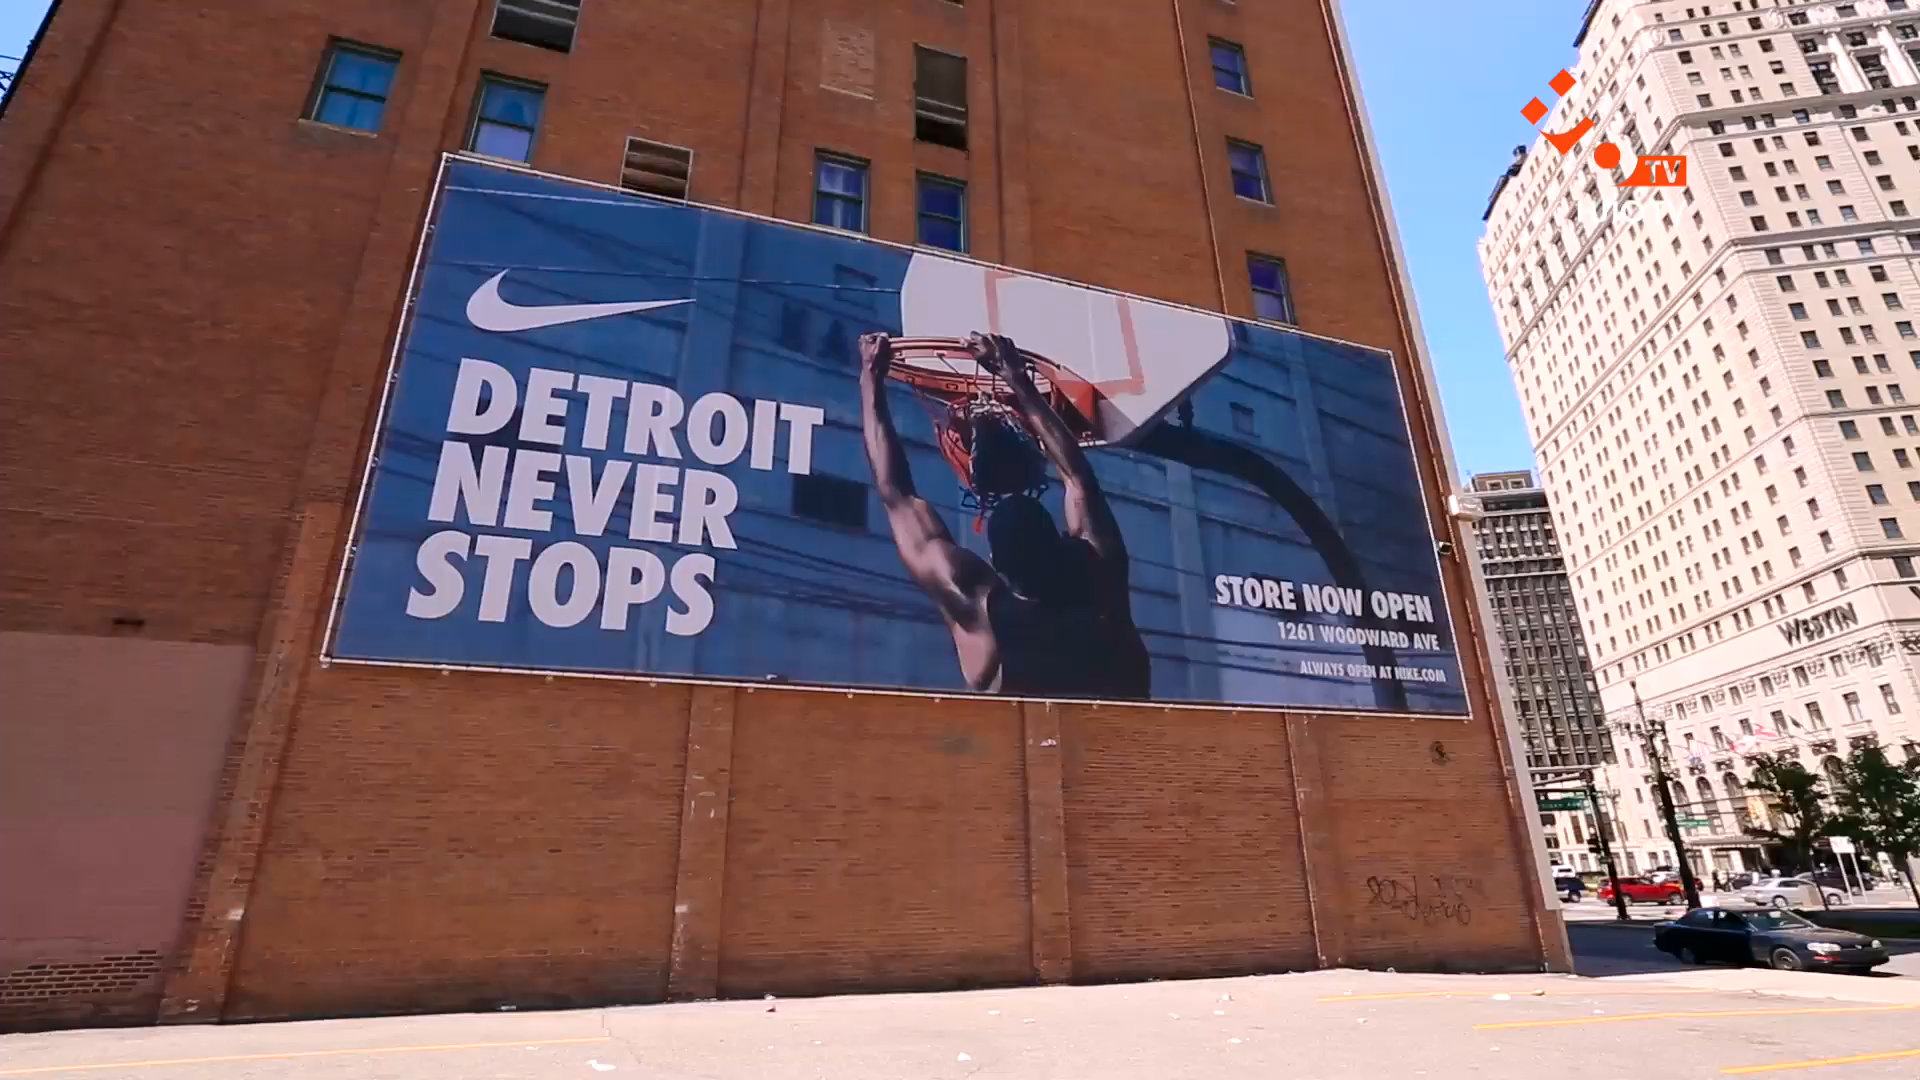 DETROIT
NEVER
STOPS
STORE NOW OPEN
1261 WOODWARD AVE
ALWAYS OPEN AT NIKE.COM
WESTIN
TV